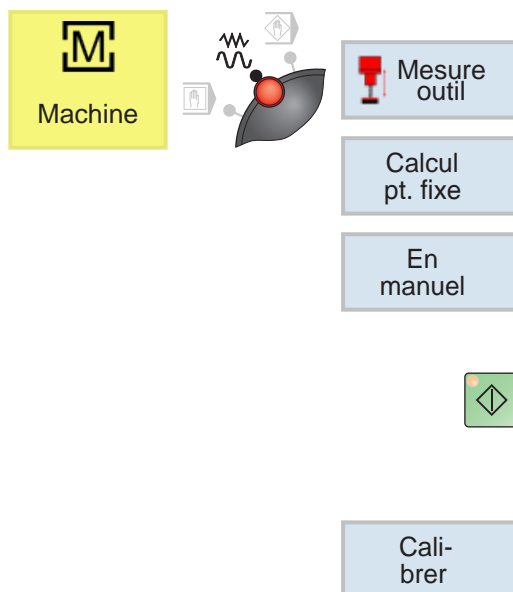 M
Machine
Mesure
outil
Calcul
pt. fixe
En
manuel
Cali-
brer